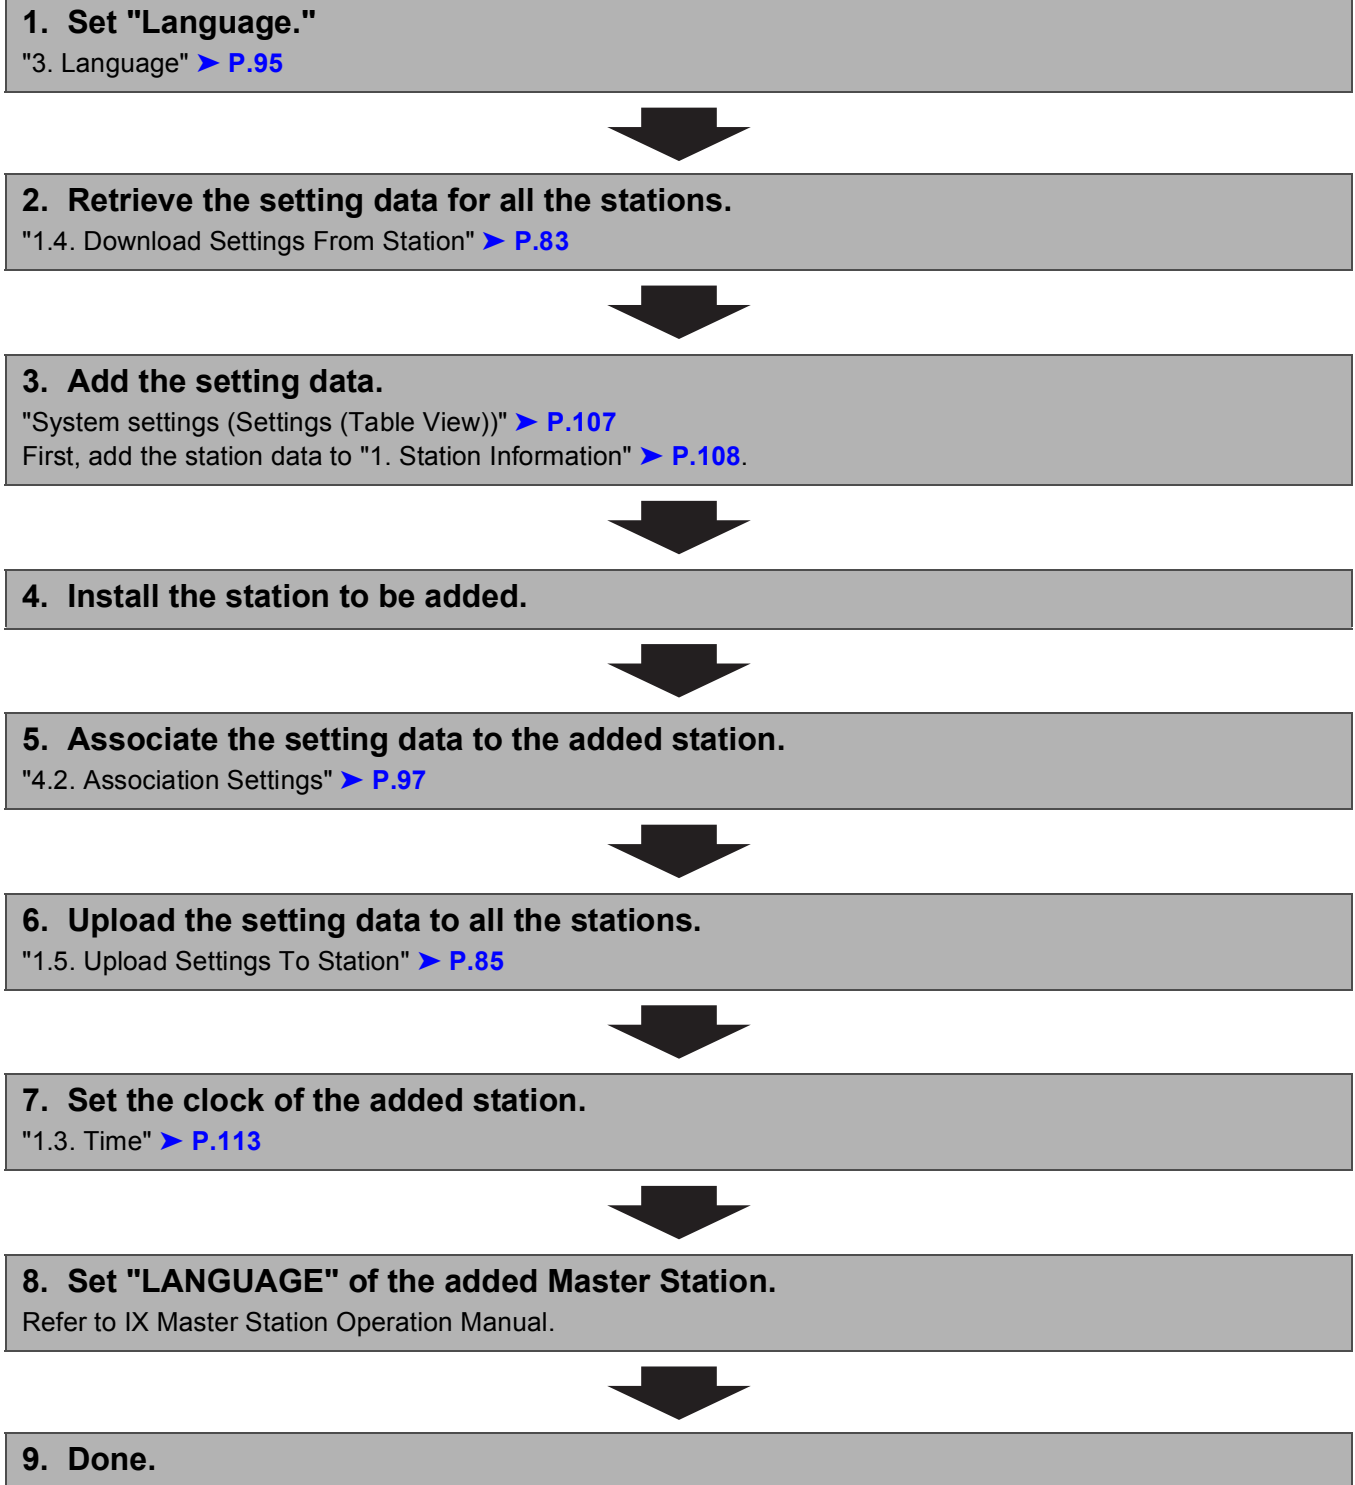 1. Set "Language."
"3. Language" ➤ P.95
2. Retrieve the setting data for all the stations.
"1.4. Download Settings From Station" ➤ P.83
3. Add the setting data.
"System settings (Settings (Table View))" ➤ P.107
First, add the station data to "1. Station Information" ➤ P.108.
4. Install the station to be added.
5. Associate the setting data to the added station.
"4.2. Association Settings" ➤ P.97
6. Upload the setting data to all the stations.
"1.5. Upload Settings To Station" ➤ P.85
7. Set the clock of the added station.
"1.3. Time" ➤ P.113
8. Set "LANGUAGE" of the added Master Station.
Refer to IX Master Station Operation Manual.
9. Done.